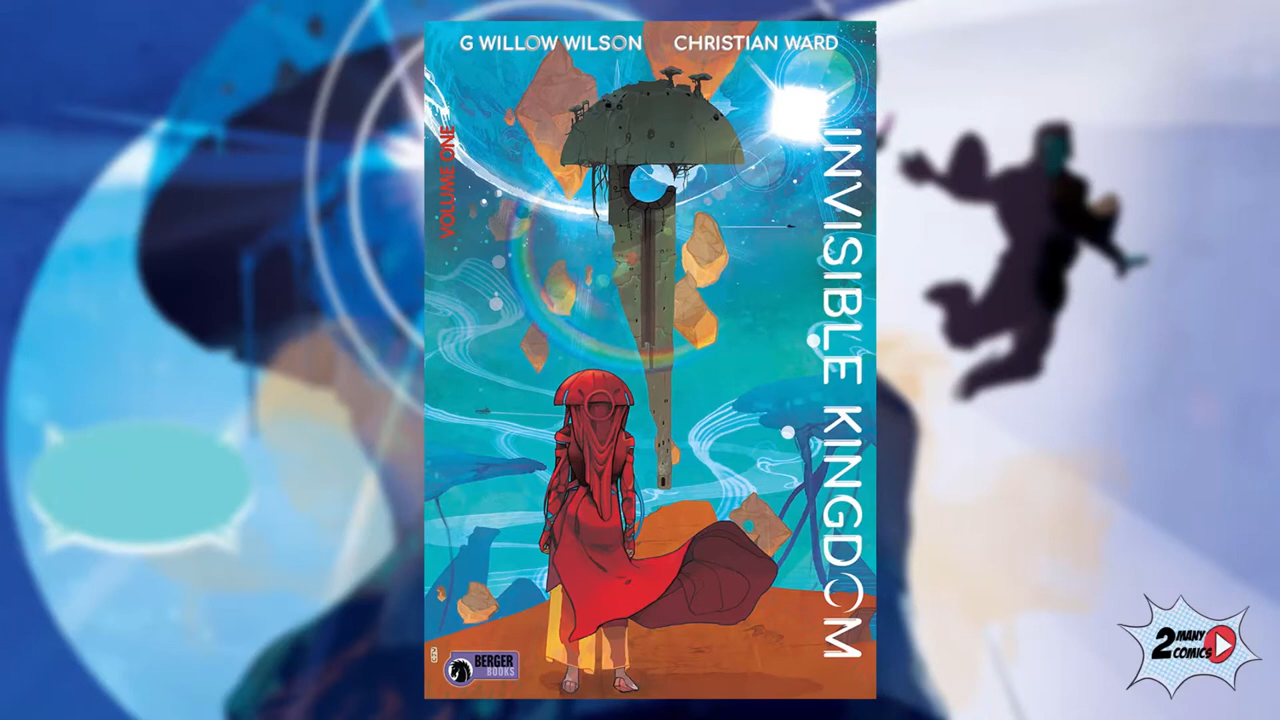 G WILLOW WILSON
CHRISTIAN WARD
VOLUME ONE
INVISIBLE KINGDOM
BERGER
BOOKS
2 MANY
COMICS